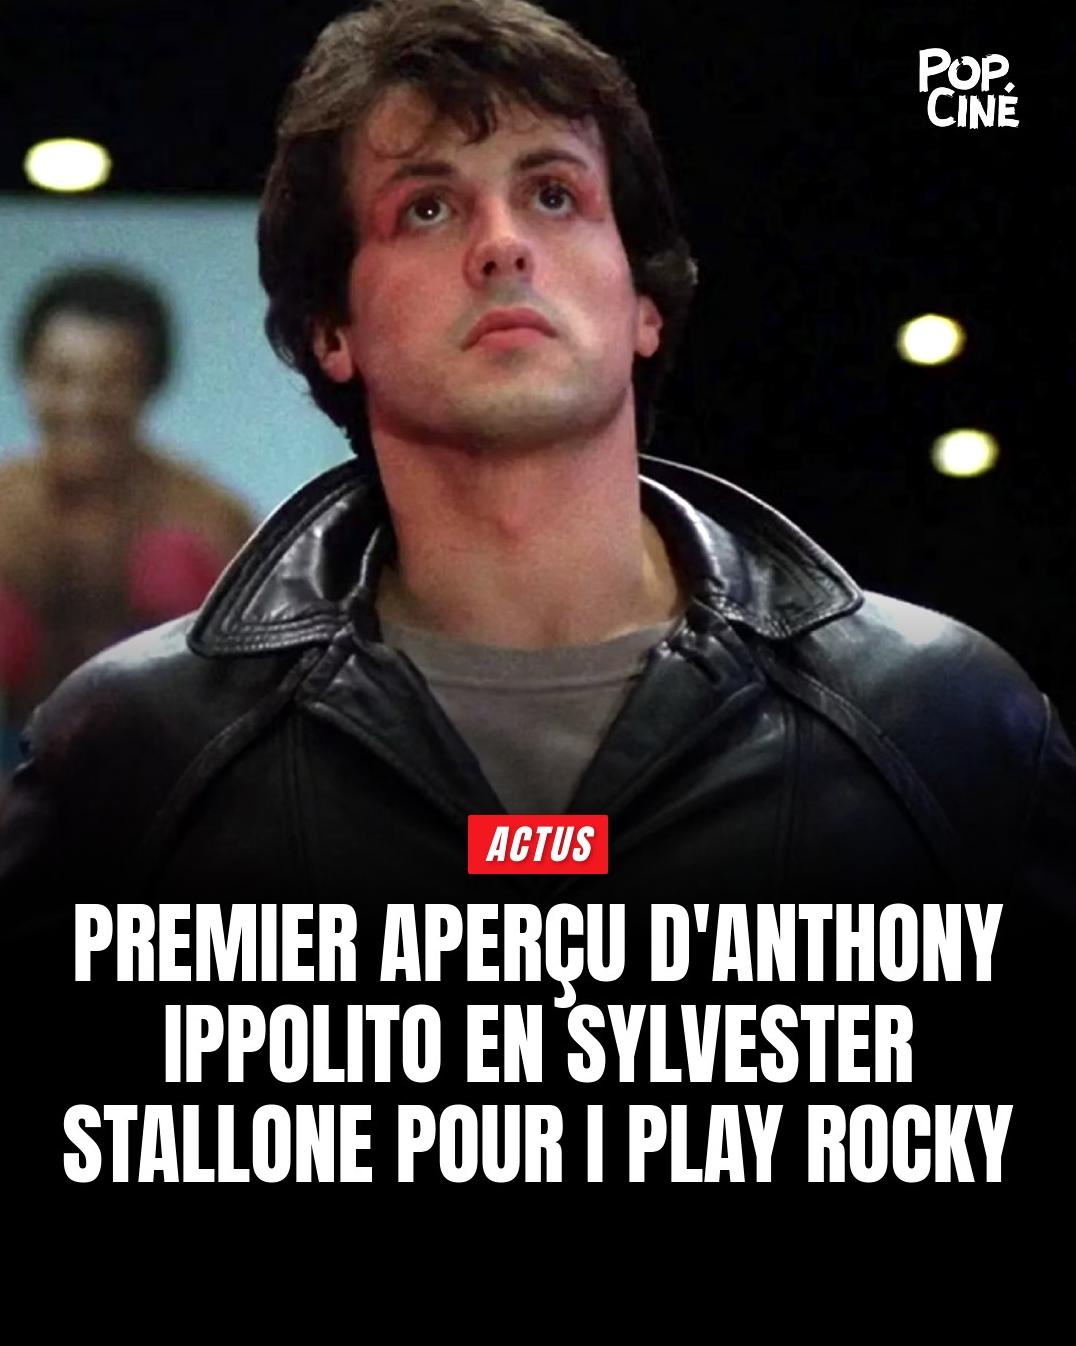 POP.
CINÉ
ACTUS
PREMIER APERÇU D'ANTHONY
IPPOLITO EN SYLVESTER
STALLONE POUR I PLAY ROCKY